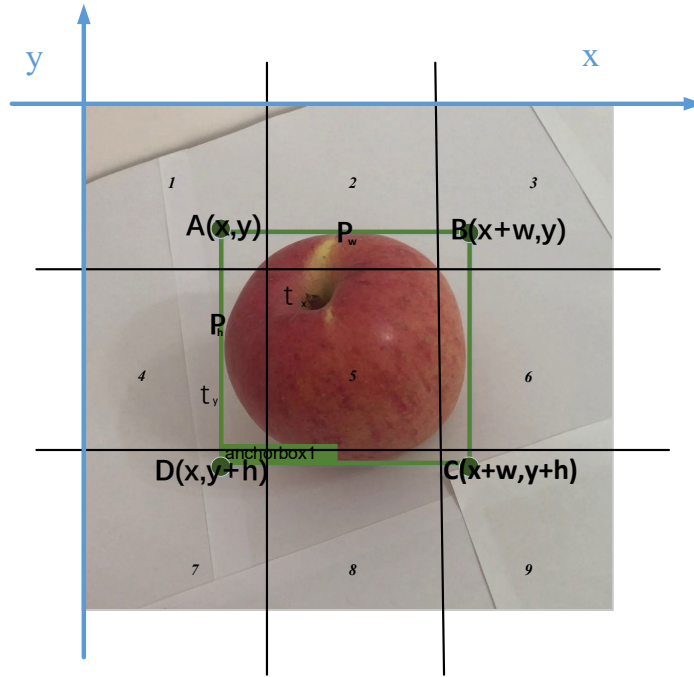 y
x
1
2
3
A(x,y)
Pw
B(x+w,y)
tx
Ph
4
5
6
ty
anchorbox1
D(x,y+h)
C(x+w,y+h)
7
8
9